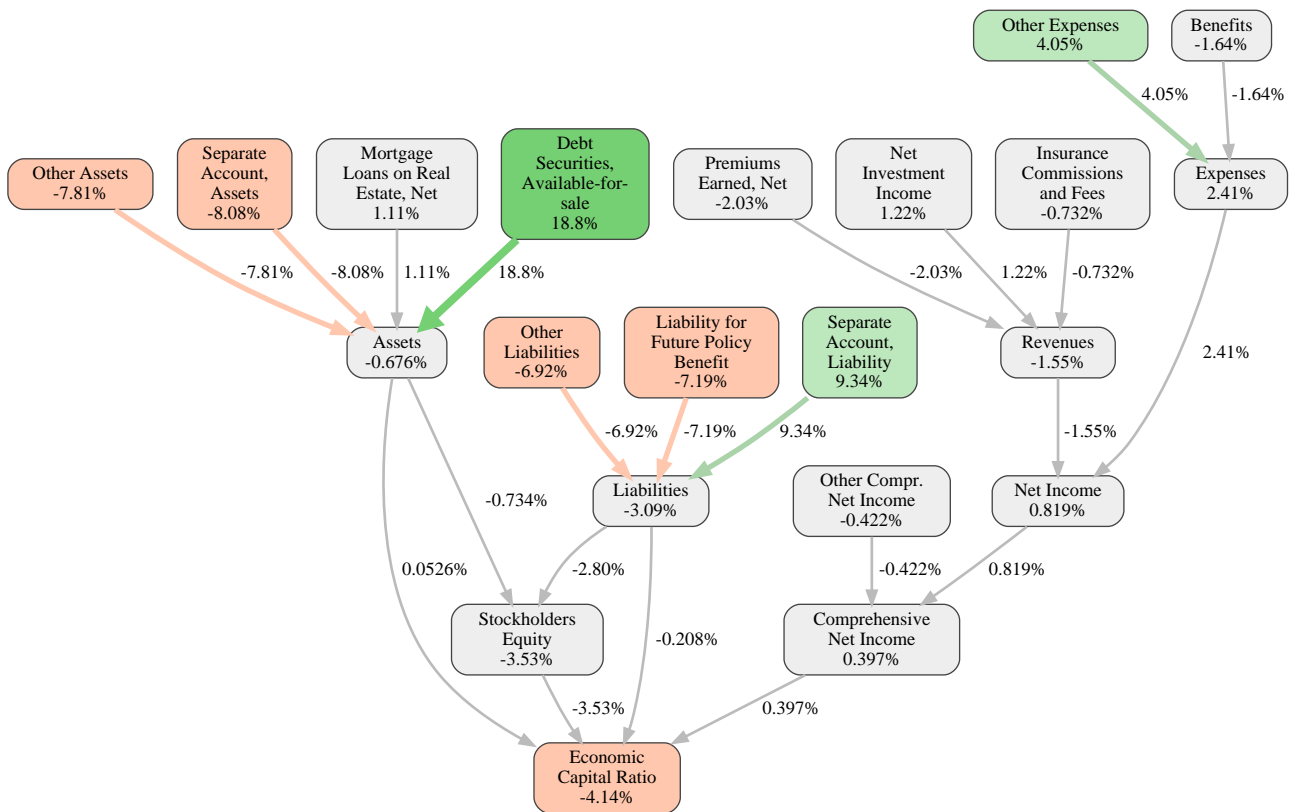 Other Expenses
4.05%
Benefits
-1.64%
4.05%
-1.64%
Other Assets
-7.81%
Separate
Account,
Assets
-8.08%
Mortgage
Loans on Real
Estate, Net
1.11%
Debt
Securities,
Available-for-
sale
18.8%
Premiums
Earned, Net
-2.03%
Net
Investment
Income
1.22%
Insurance
Commissions
and Fees
-0.732%
Expenses
2.41%
-7.81%
-8.08%
1.11%
18.8%
-2.03%
1.22%
-0.732%
2.41%
Assets
-0.676%
Other
Liabilities
-6.92%
Liability for
Future Policy
Benefit
-7.19%
Separate
Account,
Liability
9.34%
Revenues
-1.55%
-6.92%
-7.19%
9.34%
-1.55%
-0.734%
Liabilities
-3.09%
Other Compr.
Net Income
-0.422%
Net Income
0.819%
0.0526%
-2.80%
-0.422%
0.819%
Stockholders
Equity
-3.53%
-0.208%
Comprehensive
Net Income
0.397%
-3.53%
0.397%
Economic
Capital Ratio
-4.14%